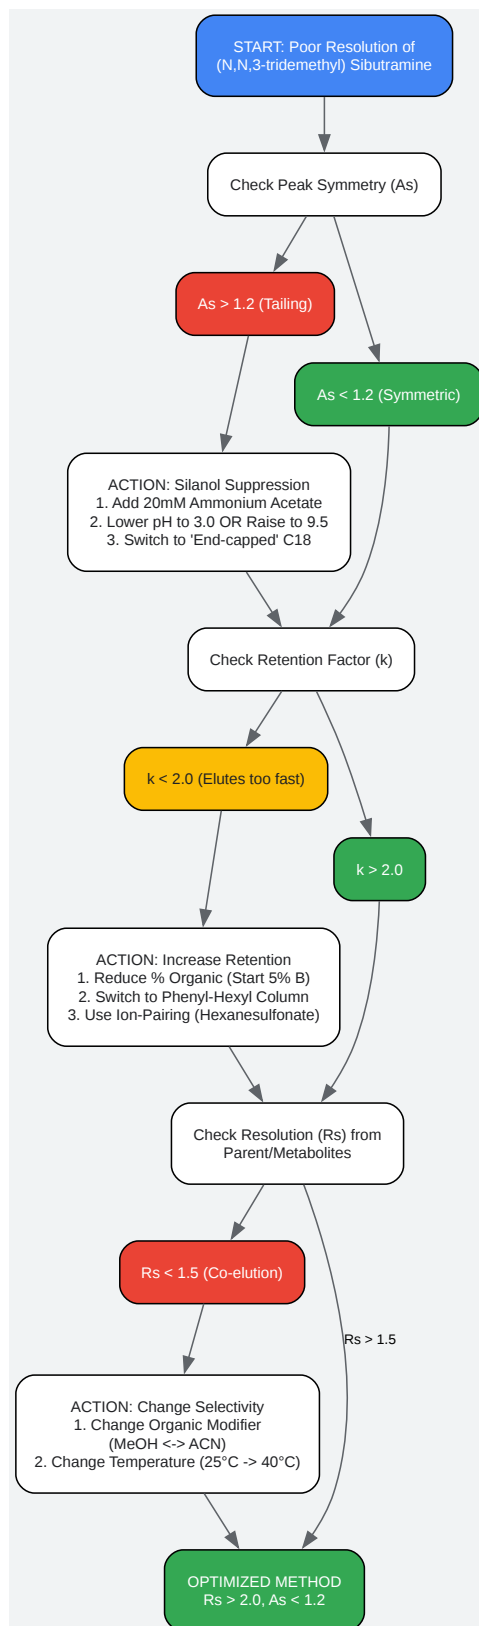 START: Poor Resolution of
(N,N,3-tridemethyl) Sibutramine
Check Peak Symmetry (As)
As > 1.2 (Tailing)
As < 1.2 (Symmetric)
ACTION: Silanol Suppression
1. Add 20mM Ammonium Acetate
2. Lower pH to 3.0 OR Raise to 9.5
3. Switch to 'End-capped' C18
Check Retention Factor (k)
k < 2.0 (Elutes too fast)
k > 2.0
ACTION: Increase Retention
1. Reduce % Organic (Start 5% B)
2. Switch to Phenyl-Hexyl Column
3. Use Ion-Pairing (Hexanesulfonate)
Check Resolution (Rs) from
Parent/Metabolites
Rs < 1.5 (Co-elution)
Rs > 1.5
ACTION: Change Selectivity
1. Change Organic Modifier
(MeOH <-> ACN)
2. Change Temperature (25°C -> 40°C)
OPTIMIZED METHOD
Rs > 2.0, As < 1.2